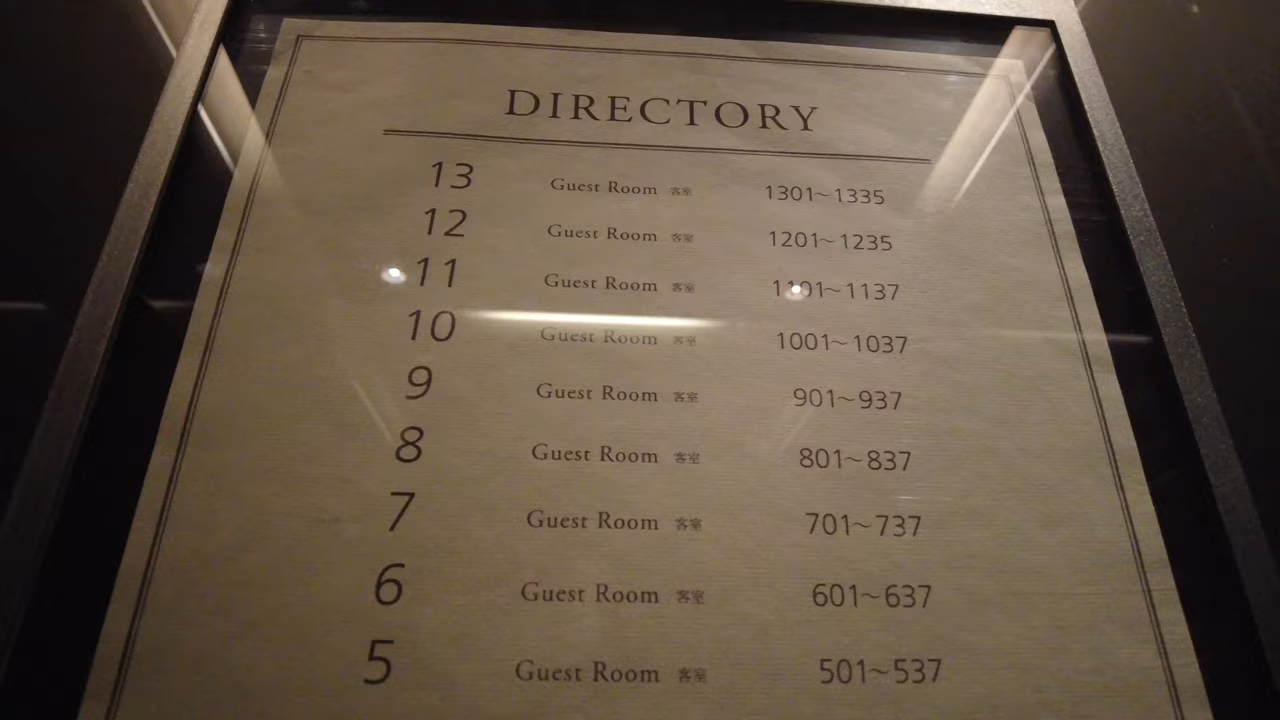 DIRECTORY
13 Guest Room 客室 1301~1335
12 Guest Room 客室 1201~1235
11 Guest Room 客室 1101~1137
10 Guest Room 客室 1001~1037
9 Guest Room 客室 901~937
8 Guest Room 客室 801~837
7 Guest Room 客室 701~737
6 Guest Room 客室 601~637
5 Guest Room 客室 501~537